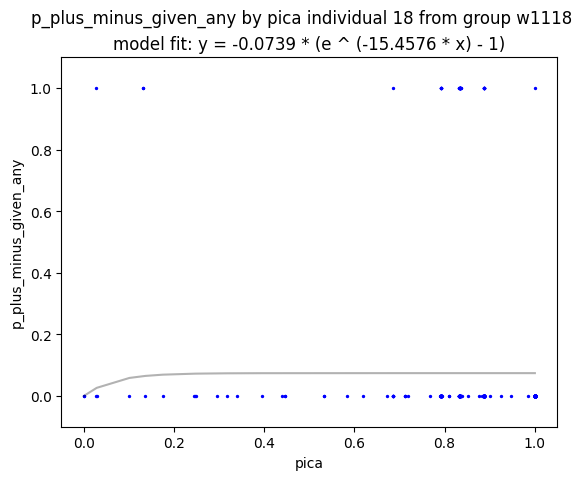 p_plus_minus_given_any by pica individual 18 from group w1118
model fit: y = -0.0739 * (e ^ (-15.4576 * x) - 1)
1.0
0.8
0.6
0.4
0.2
0.0
p_plus_minus_given_any
0.0 0.2 0.4 0.6 0.8 1.0
pica